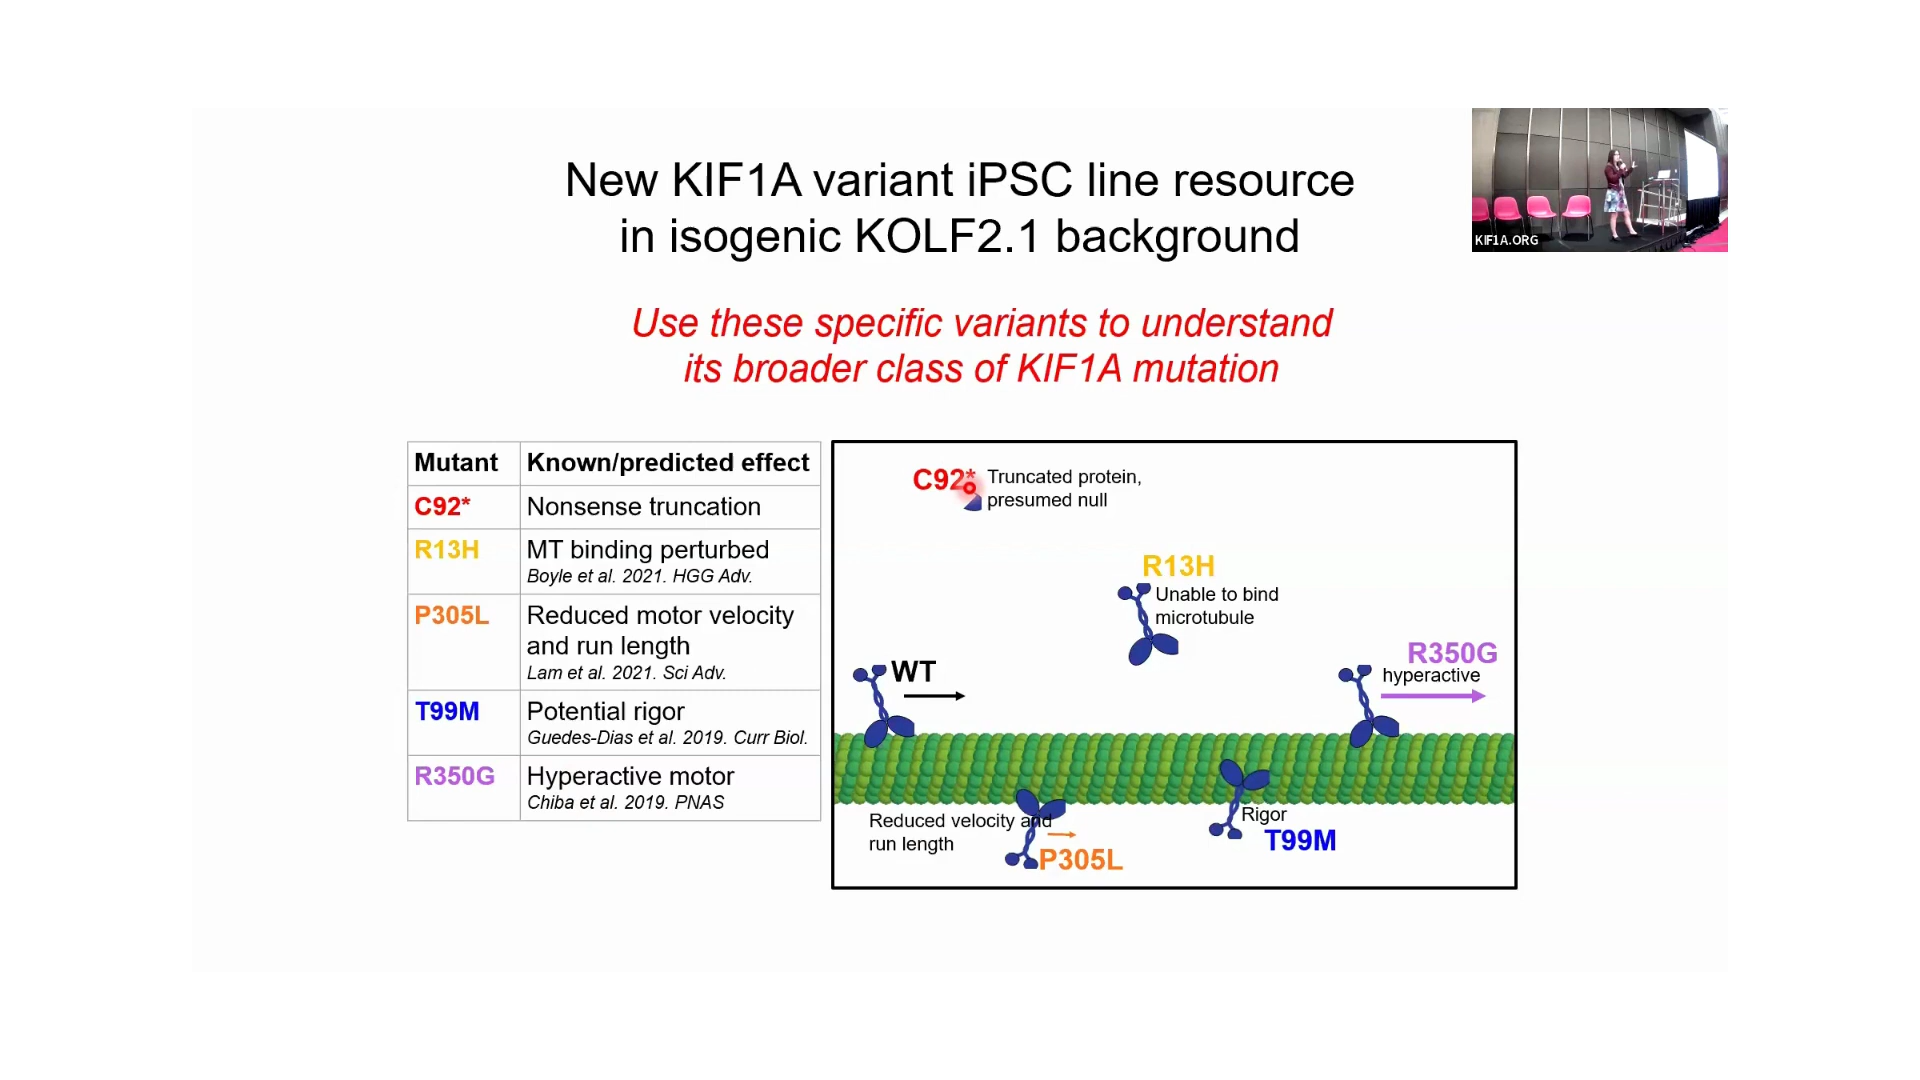 New KIF1A variant iPSC line resource
in isogenic KOLF2.1 background
KIF1A.ORG
Use these specific variants to understand
its broader class of KIF1A mutation
Mutant Known/predicted effect
C92* Nonsense truncation
R13H MT binding perturbed
Boyle et al. 2021. HGG Adv.
P305L Reduced motor velocity
and run length
Lam et al. 2021. Sci Adv.
T99M Potential rigor
Guedes-Dias et al. 2019. Curr Biol.
R350G Hyperactive motor
Chiba et al. 2019. PNAS
C92* Truncated protein,
presumed null
R13H
Unable to bind
microtubule
WT
R350G
hyperactive
Reduced velocity and
run length
P305L
Rigor
T99M